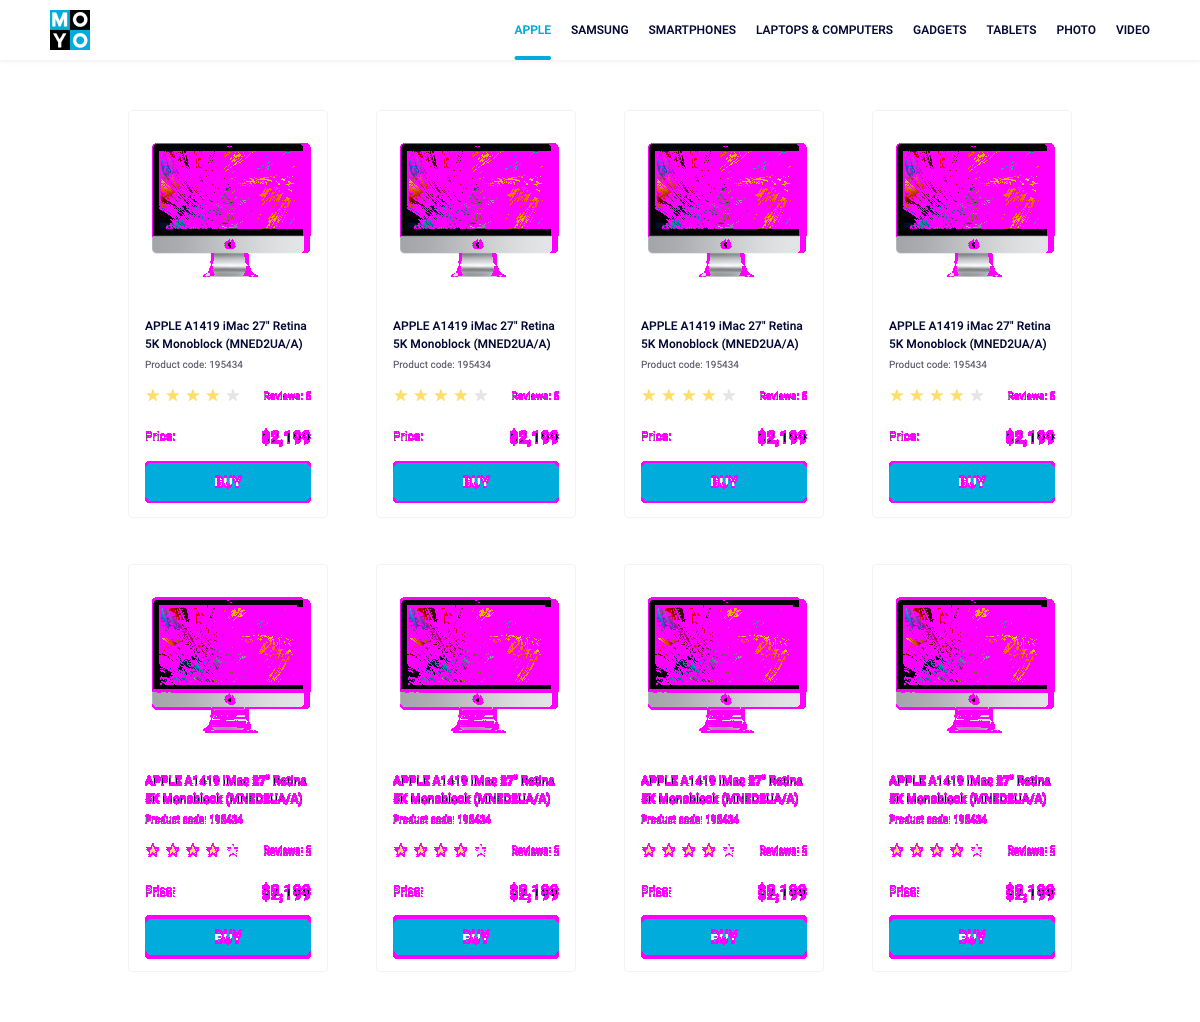 MO
YO
APPLE SAMSUNG SMARTPHONES LAPTOPS & COMPUTERS GADGETS TABLETS PHOTO VIDEO
APPLE A1419 iMac 27" Retina
5K Monoblock (MNED2UA/A)
Product code: 195434
Reviews: 5
Price: $2,199
BUY
APPLE A1419 iMac 27" Retina
5K Monoblock (MNED2UA/A)
Product code: 195434
Reviews: 5
Price: $2,199
BUY
APPLE A1419 iMac 27" Retina
5K Monoblock (MNED2UA/A)
Product code: 195434
Reviews: 5
Price: $2,199
BUY
APPLE A1419 iMac 27" Retina
5K Monoblock (MNED2UA/A)
Product code: 195434
Reviews: 5
Price: $2,199
BUY
APPLE A1419 iMac 27" Retina
5K Monoblock (MNED2UA/A)
Product code: 195434
Reviews: 5
Price: $2,199
BUY
APPLE A1419 iMac 27" Retina
5K Monoblock (MNED2UA/A)
Product code: 195434
Reviews: 5
Price: $2,199
BUY
APPLE A1419 iMac 27" Retina
5K Monoblock (MNED2UA/A)
Product code: 195434
Reviews: 5
Price: $2,199
BUY
APPLE A1419 iMac 27" Retina
5K Monoblock (MNED2UA/A)
Product code: 195434
Reviews: 5
Price: $2,199
BUY